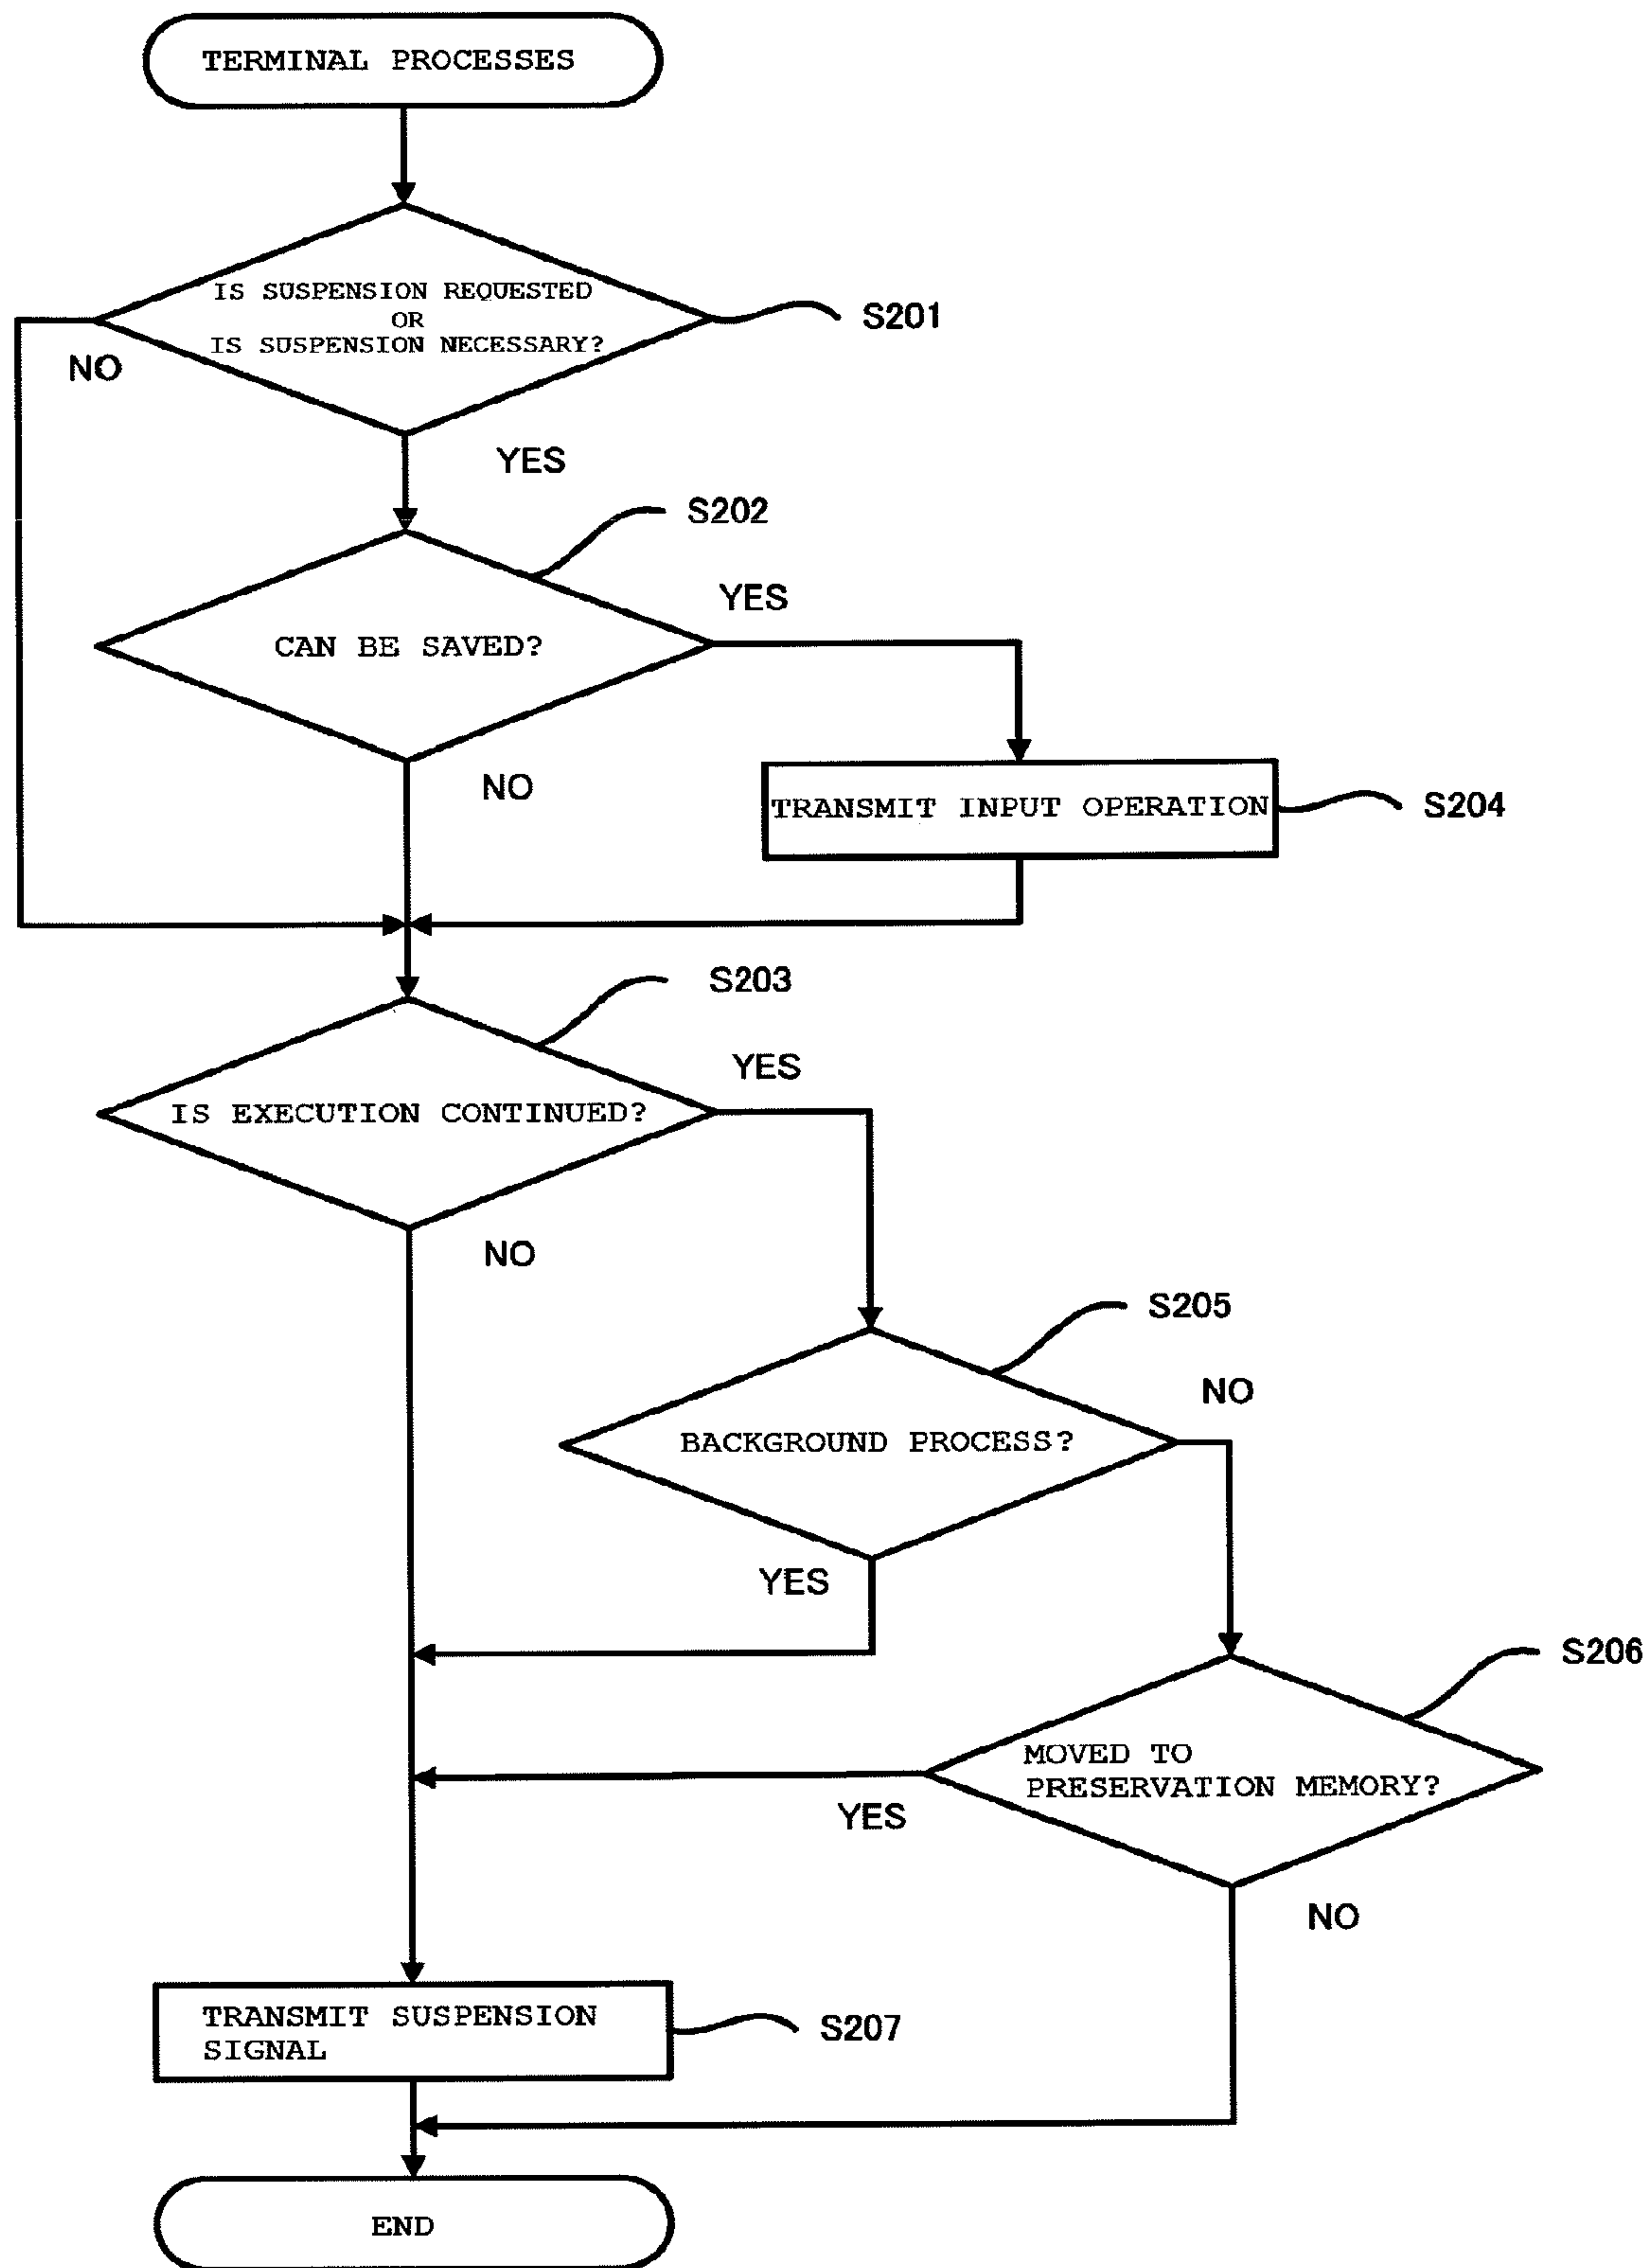 TERMINAL PROCESSES
IS SUSPENSION REQUESTED
OR
IS SUSPENSION NECESSARY?
S201
NO
YES
S202
YES
CAN BE SAVED?
NO
TRANSMIT INPUT OPERATION
S204
S203
YES
IS EXECUTION CONTINUED?
NO
S205
NO
BACKGROUND PROCESS?
YES
S206
MOVED TO
PRESERVATION MEMORY?
YES
NO
TRANSMIT SUSPENSION
SIGNAL
S207
END